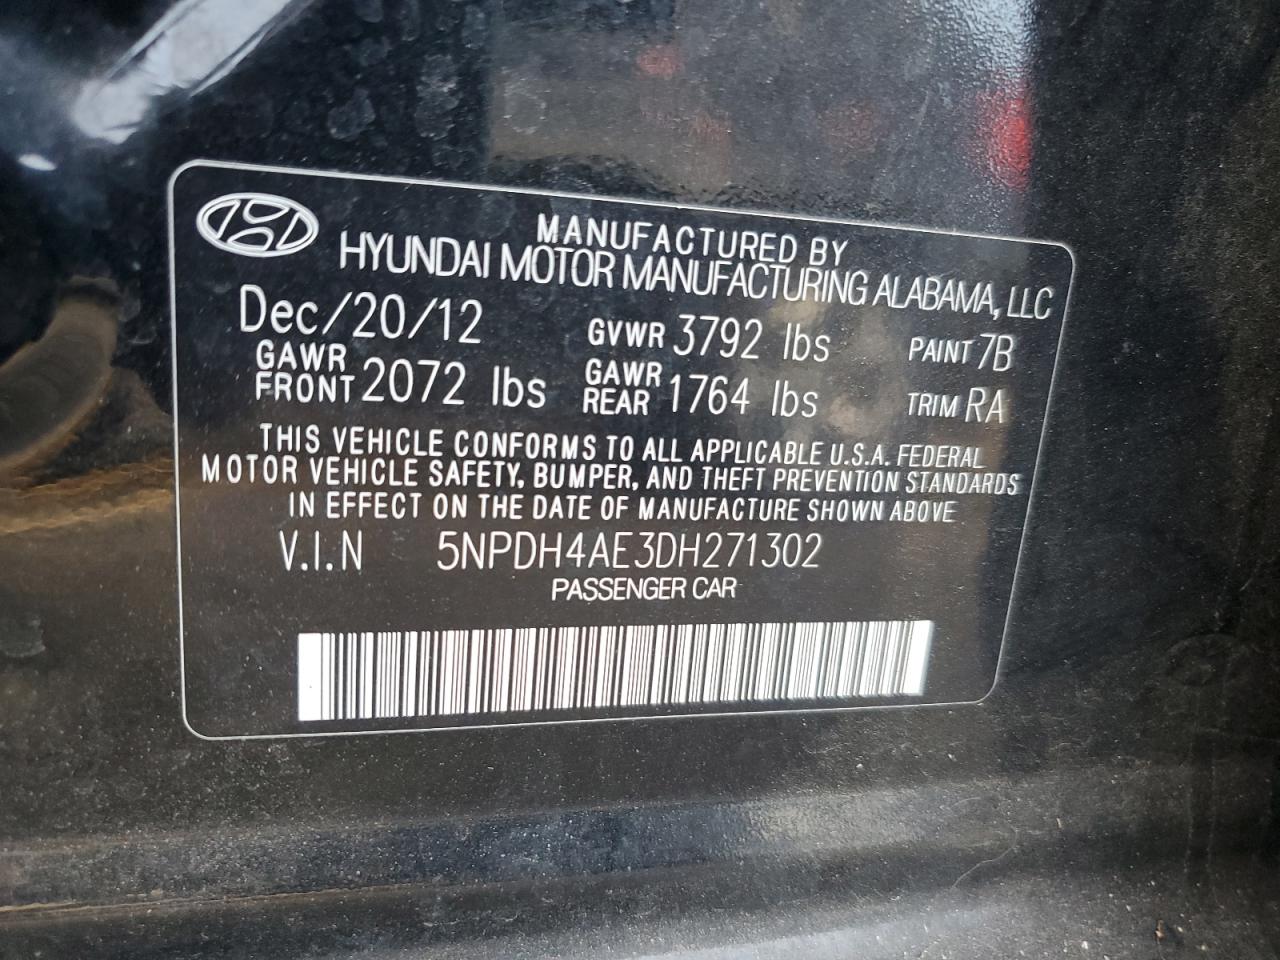 MANUFACTURED BY
HYUNDAI MOTOR MANUFACTURING ALABAMA, LLC
Dec/20/12 GVWR 3792 lbs PAINT 7B
GAWR FRONT 2072 lbs GAWR REAR 1764 lbs TRIM RA
THIS VEHICLE CONFORMS TO ALL APPLICABLE U.S.A. FEDERAL
MOTOR VEHICLE SAFETY, BUMPER, AND THEFT PREVENTION STANDARDS
IN EFFECT ON THE DATE OF MANUFACTURE SHOWN ABOVE
V.I.N 5NPDH4AE3DH271302
PASSENGER CAR